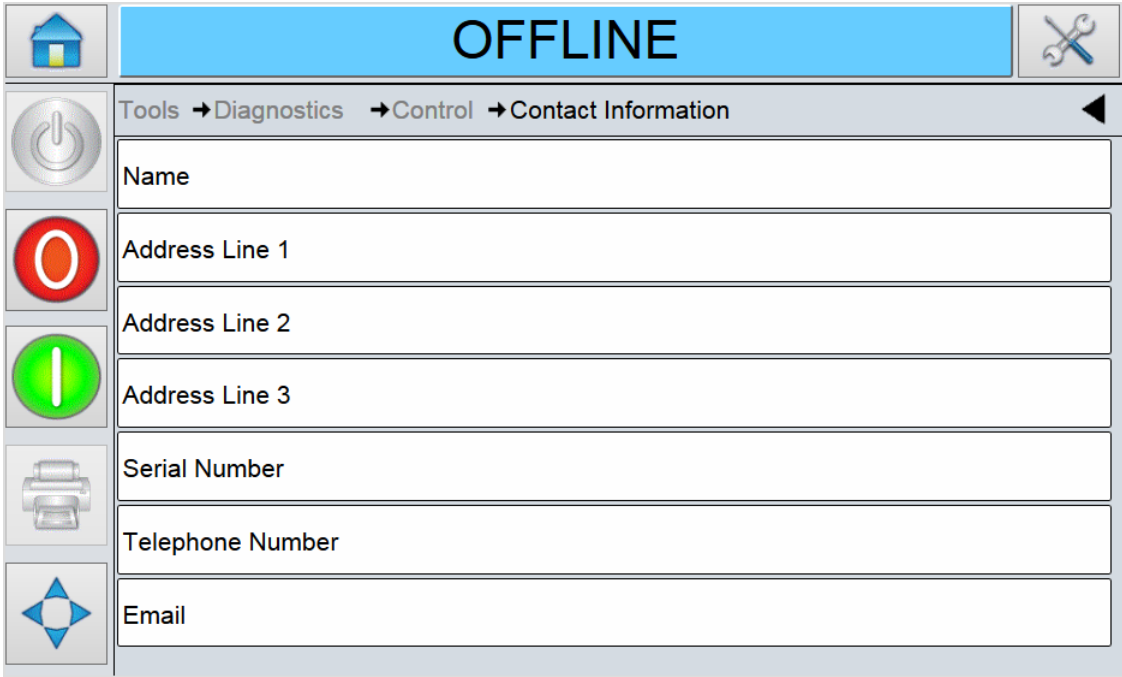 OFFLINE
Tools ➔Diagnostics ➔Control ➔Contact Information
Name
Address Line 1
Address Line 2
Address Line 3
Serial Number
Telephone Number
Email